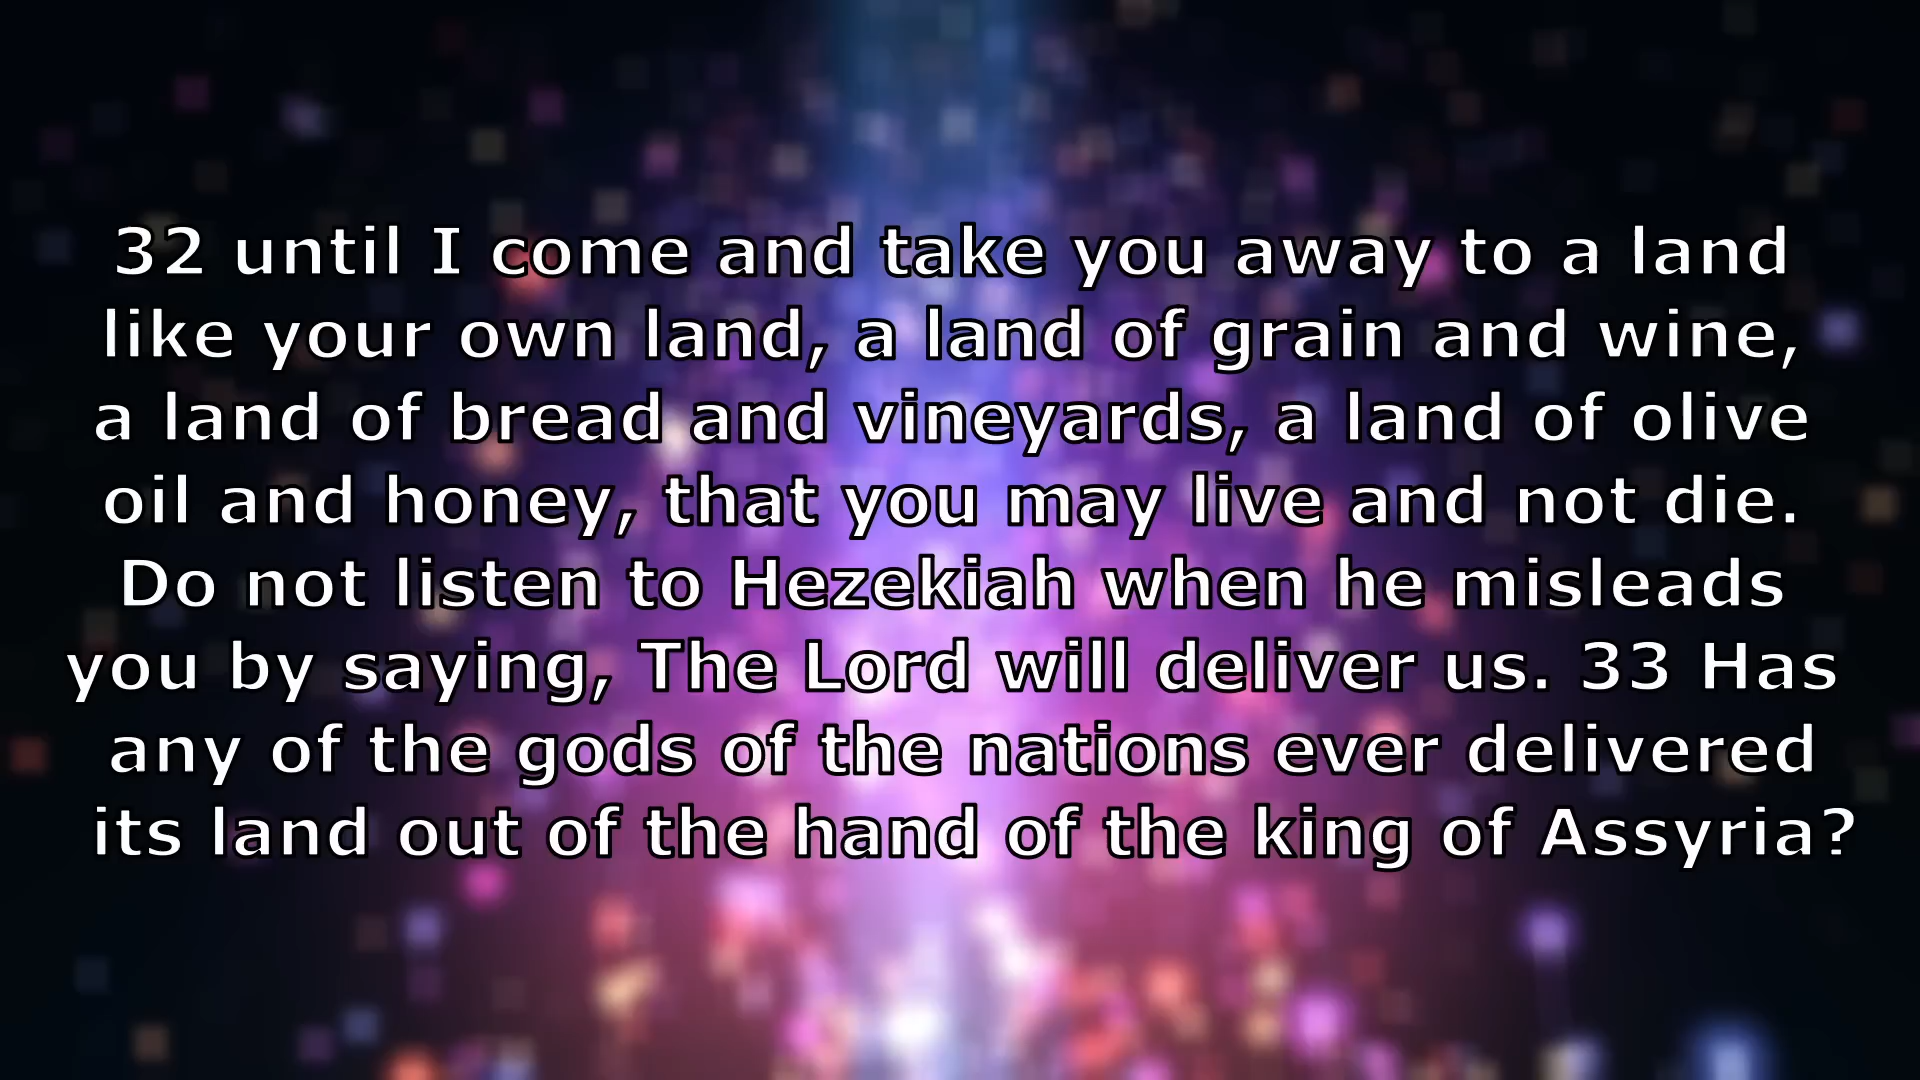 32 until I come and take you away to a land
like your own land, a land of grain and wine,
a land of bread and vineyards, a land of olive
oil and honey, that you may live and not die.
Do not listen to Hezekiah when he misleads
you by saying, The Lord will deliver us. 33 Has
any of the gods of the nations ever delivered
its land out of the hand of the king of Assyria?